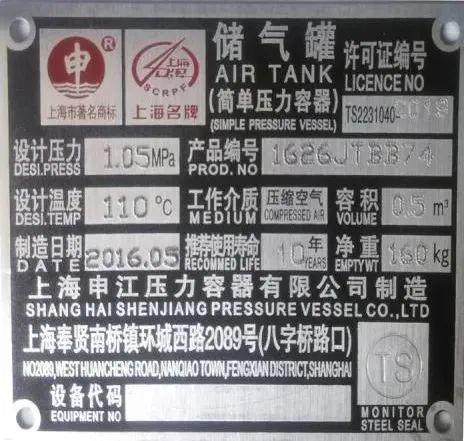 申® 上海申江 SCRPF 储气罐 许可证编号
AIR TANK LICENCE NO
(简单压力容器) TS2231040-2018
上海市著名商标 上海名牌 (SIMPLE PRESSURE VESSEL)
设计压力 1.05MPa 产品编号 1626JTBB74
DESI.PRESS PROD. NO
设计温度 110℃ 工作介质 压缩空气 容积 0.5m³
DESI.TEMP MEDIUM COMPRESSED AIR VOLUME
制造日期 2016.05 推荐使用寿命 10年 净重 160kg
DATE RECOMMED LIFE YEARS EMPTYWT
上海申江压力容器有限公司制造
SHANG HAI SHENJIANG PRESSURE VESSEL CO.,LTD
上海奉贤南桥镇环城西路2089号(八字桥路口)
NO2089,WEST HUANCHENG ROAD,NANQIAO TOWN,FENGXIAN DISTRICT,SHANGHAI
设备代码 TS
EQUIPMENT NO MONITOR
STEEL SEAL